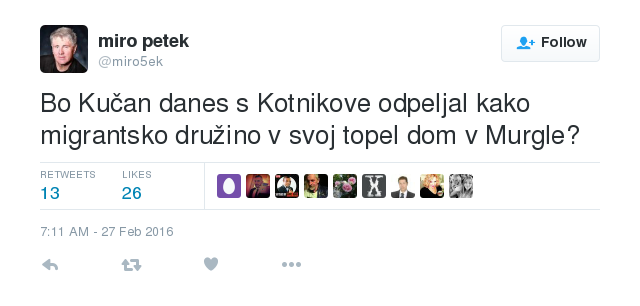 miro petek
@miro5ek
Follow
Bo Kučan danes s Kotnikove odpeljal kako
migrantsko družino v svoj topel dom v Murgle?
RETWEETS LIKES
13 26
7:11 AM - 27 Feb 2016